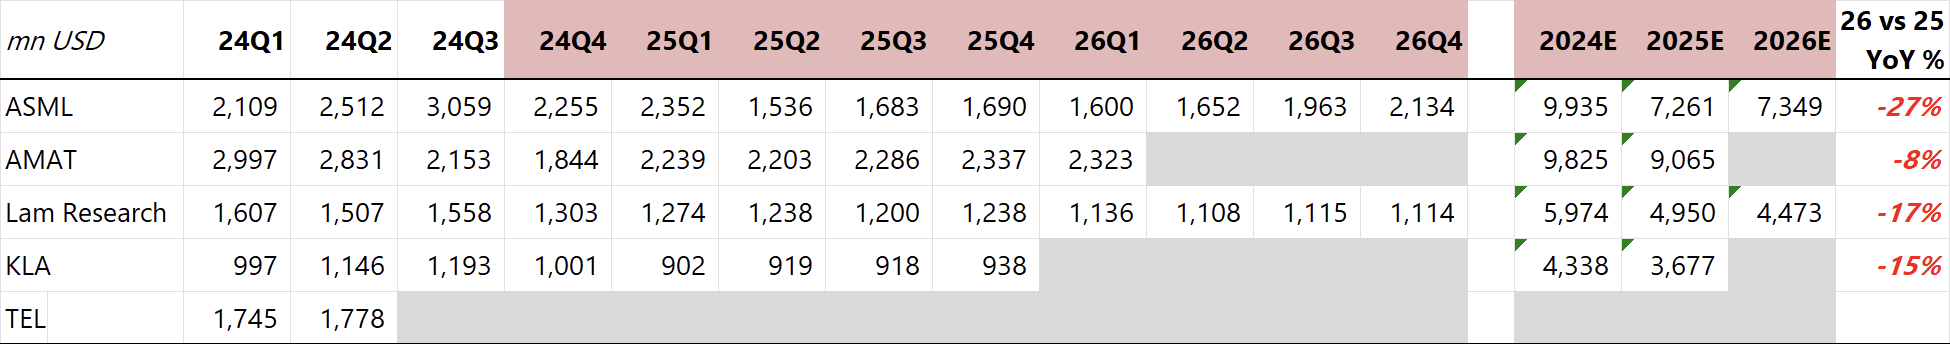 mn USD 24Q1 24Q2 24Q3 24Q4 25Q1 25Q2 25Q3 25Q4 26Q1 26Q2 26Q3 26Q4 2024E 2025E 2026E 26 vs 25
YoY %
ASML 2,109 2,512 3,059 2,255 2,352 1,536 1,683 1,690 1,600 1,652 1,963 2,134 9,935 7,261 7,349 -27%
AMAT 2,997 2,831 2,153 1,844 2,239 2,203 2,286 2,337 2,323 9,825 9,065 -8%
Lam Research 1,607 1,507 1,558 1,303 1,274 1,238 1,200 1,238 1,136 1,108 1,115 1,114 5,974 4,950 4,473 -17%
KLA 997 1,146 1,193 1,001 902 919 918 938 4,338 3,677 -15%
TEL 1,745 1,778